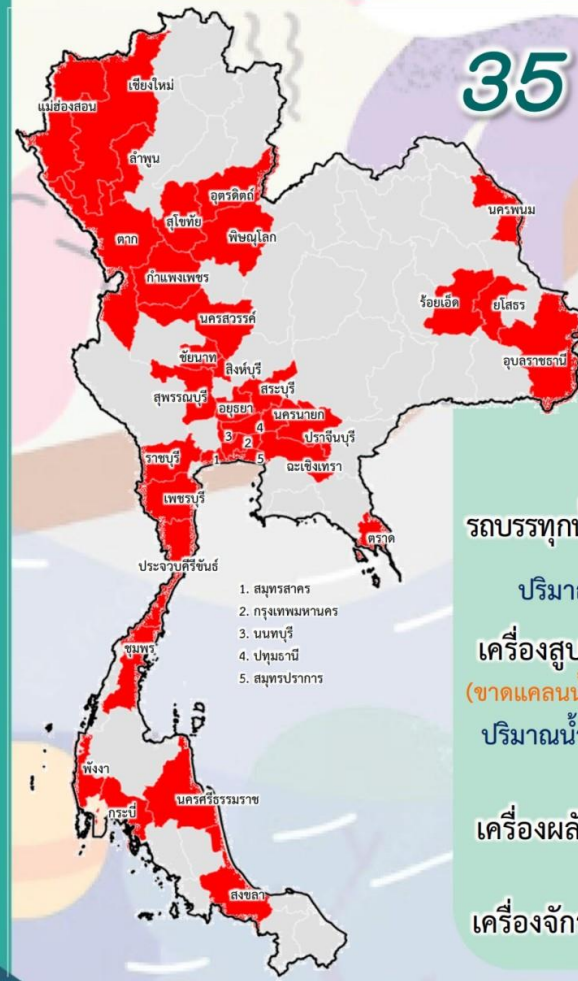 35
เชียงใหม่
แม่ฮ่องสอน
ลำพูน
อุตรดิตถ์
สุโขทัย
นครพนม
ตาก
พิษณุโลก
กำแพงเพชร
ร้อยเอ็ด
ยโสธร
นครสวรรค์
ชัยนาท
สิงห์บุรี
อุบลราชธานี
สระบุรี
สุพรรณบุรี
อยุธยา
นครนายก
4
3
2
ปราจีนบุรี
ราชบุรี
1
5
ฉะเชิงเทรา
เพชรบุรี
ตราด
ประจวบคีรีขันธ์
1. สมุทรสาคร
2. กรุงเทพมหานคร
3. นนทบุรี
4. ปทุมธานี
5. สมุทรปราการ
ชุมพร
พังงา
นครศรีธรรมราช
กระบี่
สงขลา
รถบรรทุก
ปริมา
เครื่องสูบ
(ขาดแคลนน
ปริมาณน้ำ
เครื่องผลั
เครื่องจักร